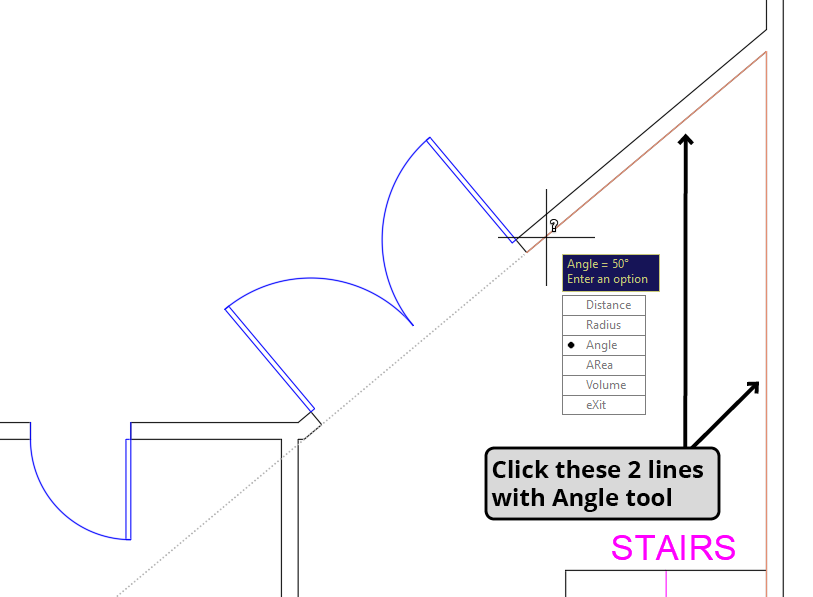 Angle = 50°
Enter an option
Distance
Radius
Angle
ARea
Volume
eXit
Click these 2 lines
with Angle tool
STAIRS